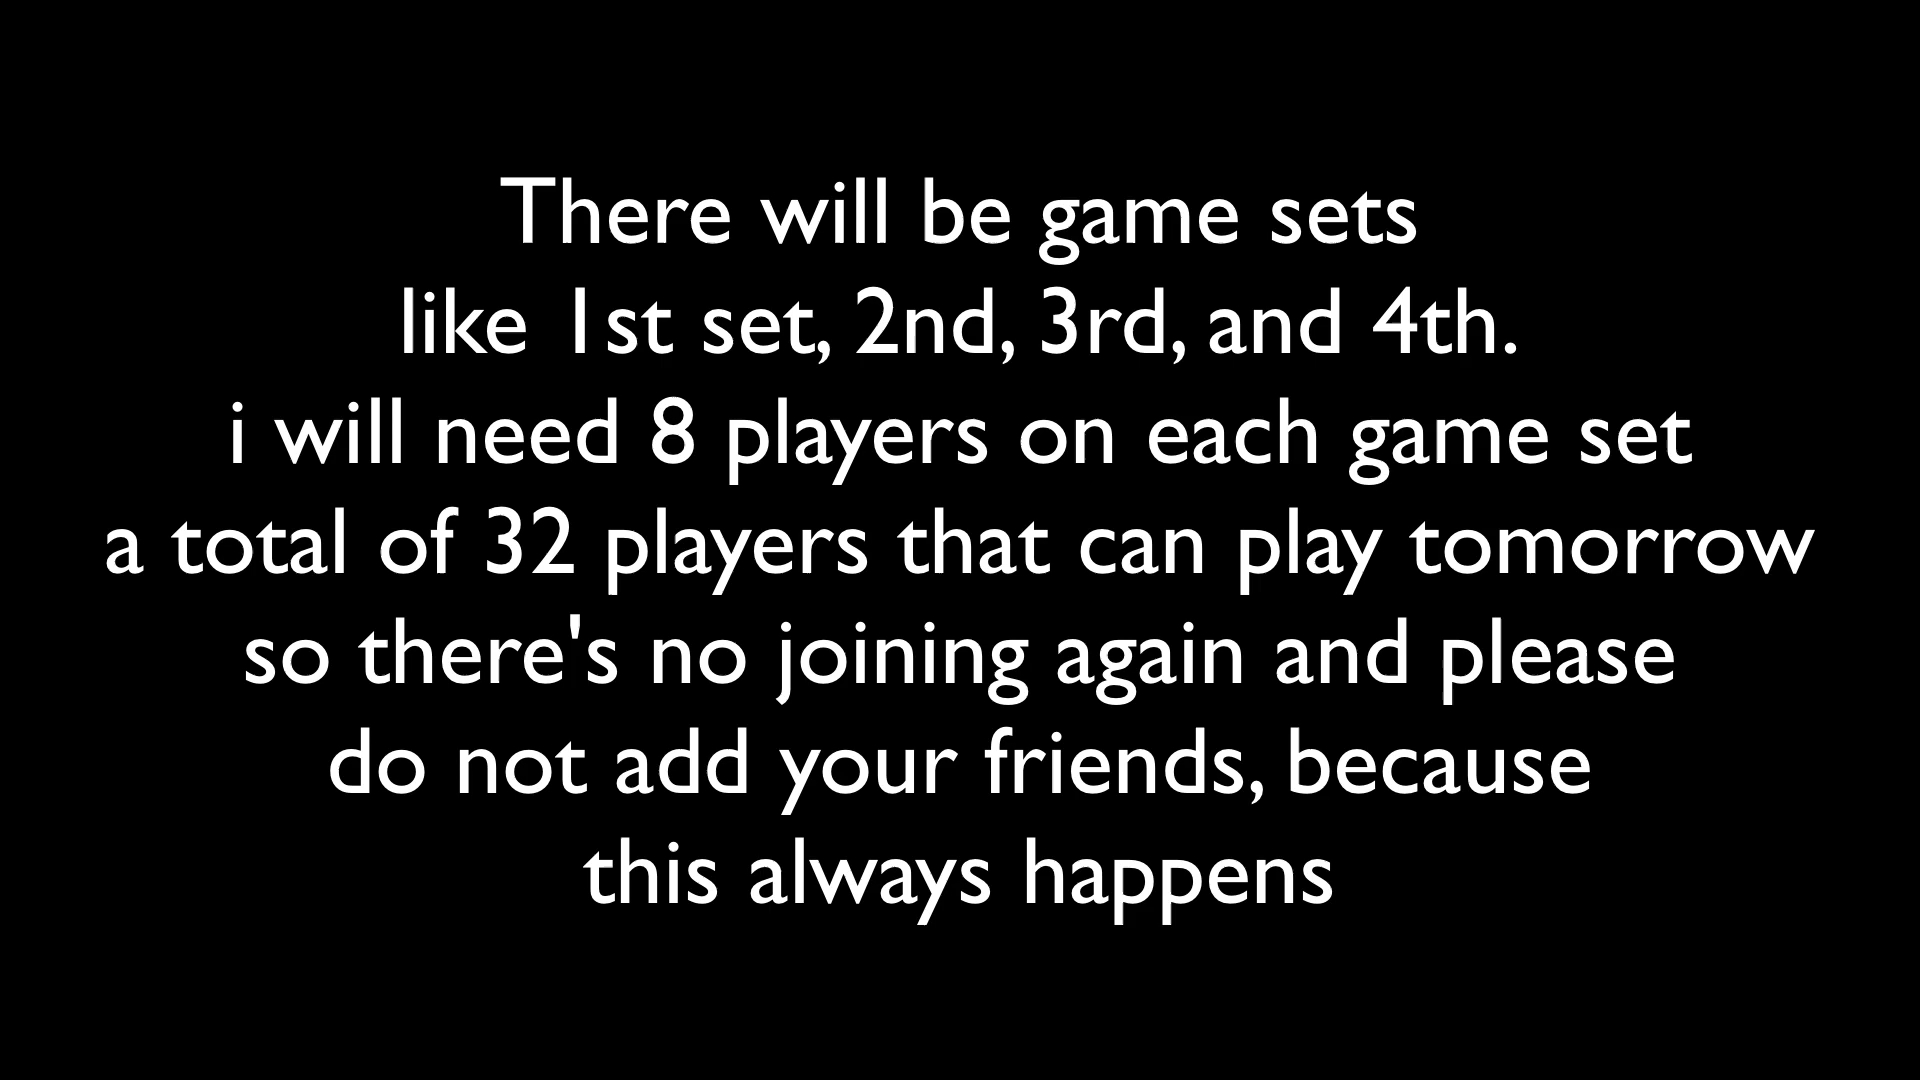 There will be game sets
like 1st set, 2nd, 3rd, and 4th.
i will need 8 players on each game set
a total of 32 players that can play tomorrow
so there's no joining again and please
do not add your friends, because
this always happens